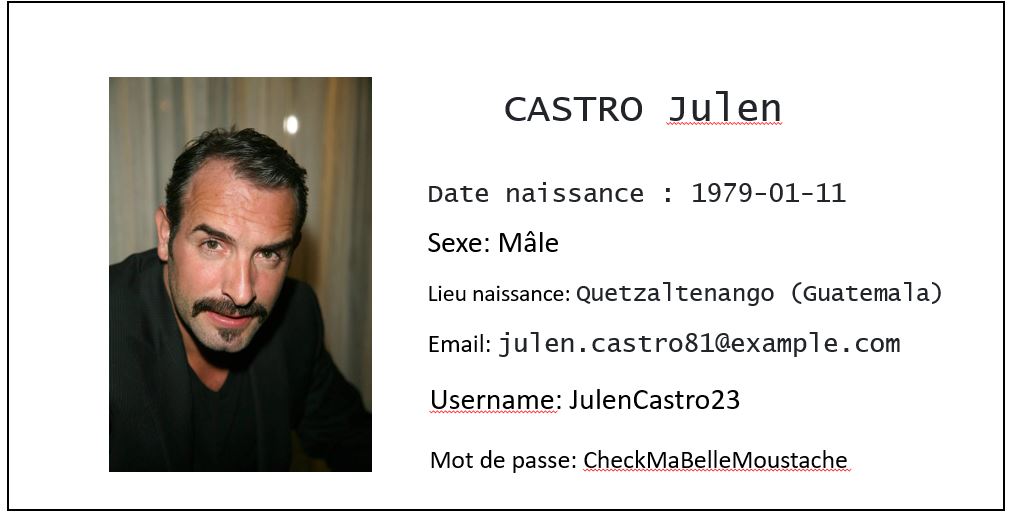 CASTRO Julen
Date naissance : 1979-01-11
Sexe: Mâle
Lieu naissance: Quetzaltenango (Guatemala)
Email: julen.castro81@example.com
Username: JulenCastro23
Mot de passe: CheckMaBelleMoustache